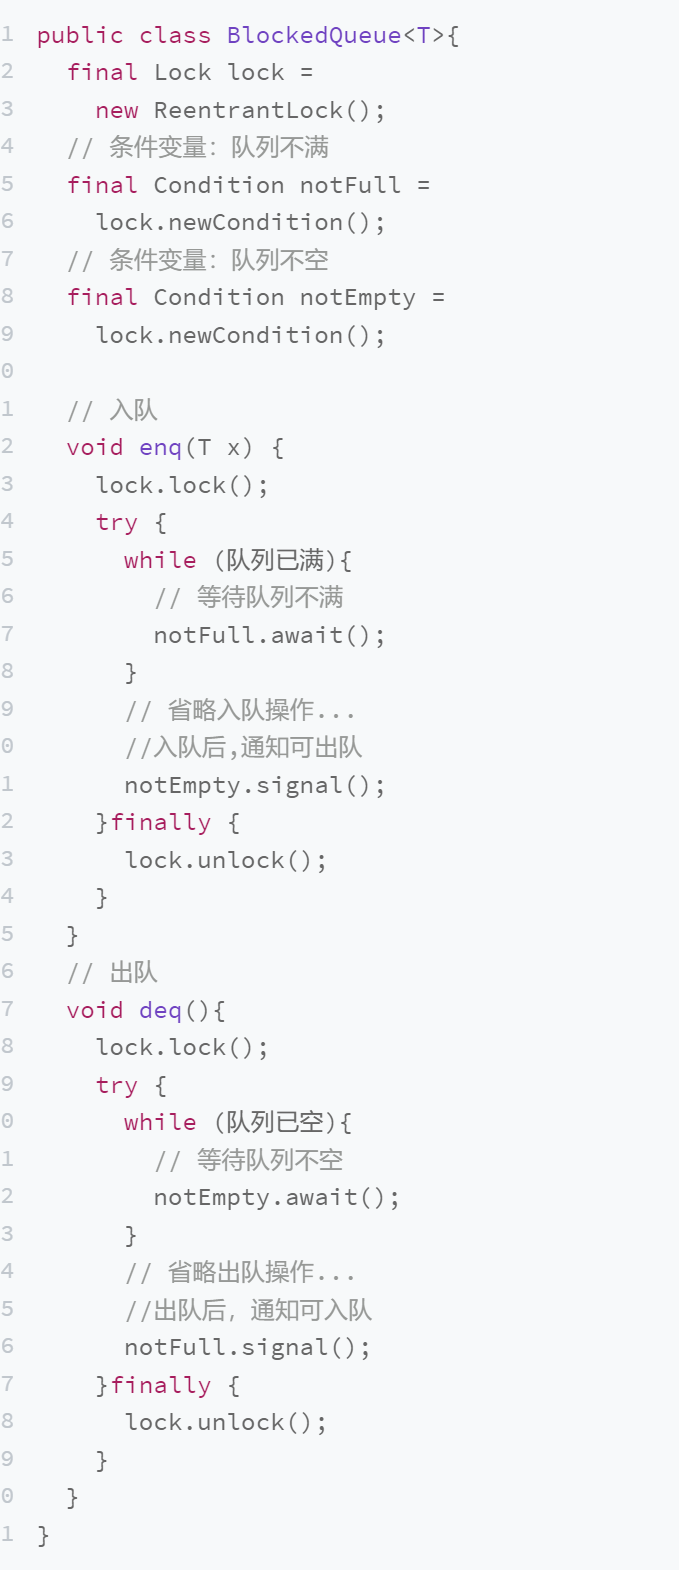 1 public class BlockedQueue<T>{
2   final Lock lock =
3     new ReentrantLock();
4   // 条件变量：队列不满
5   final Condition notFull =
6     lock.newCondition();
7   // 条件变量：队列不空
8   final Condition notEmpty =
9     lock.newCondition();
0
1   // 入队
2   void enq(T x) {
3     lock.lock();
4     try {
5       while (队列已满){
6         // 等待队列不满
7         notFull.await();
8       }
9       // 省略入队操作...
0       //入队后,通知可出队
1       notEmpty.signal();
2     }finally {
3       lock.unlock();
4     }
5   }
6   // 出队
7   void deq(){
8     lock.lock();
9     try {
0       while (队列已空){
1         // 等待队列不空
2         notEmpty.await();
3       }
4       // 省略出队操作...
5       //出队后，通知可入队
6       notFull.signal();
7     }finally {
8       lock.unlock();
9     }
0   }
1 }